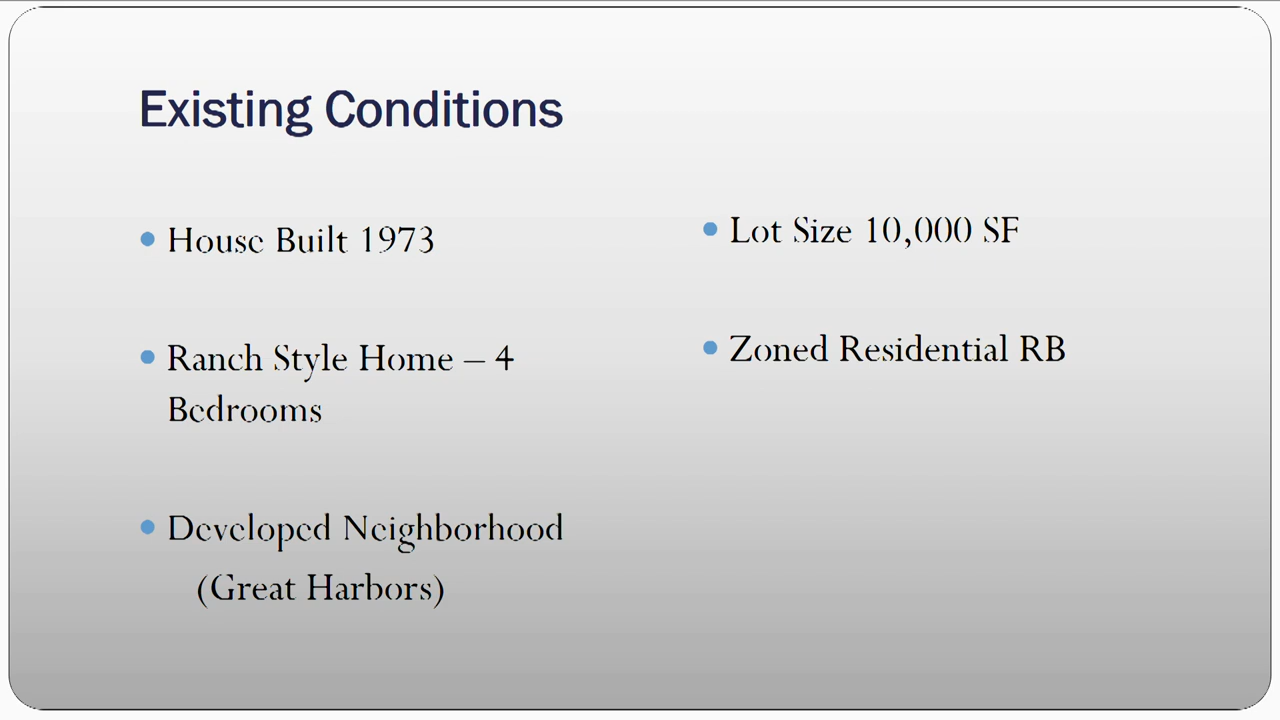 Existing Conditions
House Built 1973
Ranch Style Home – 4
Bedrooms
Developed Neighborhood
(Great Harbors)
Lot Size 10,000 SF
Zoned Residential RB